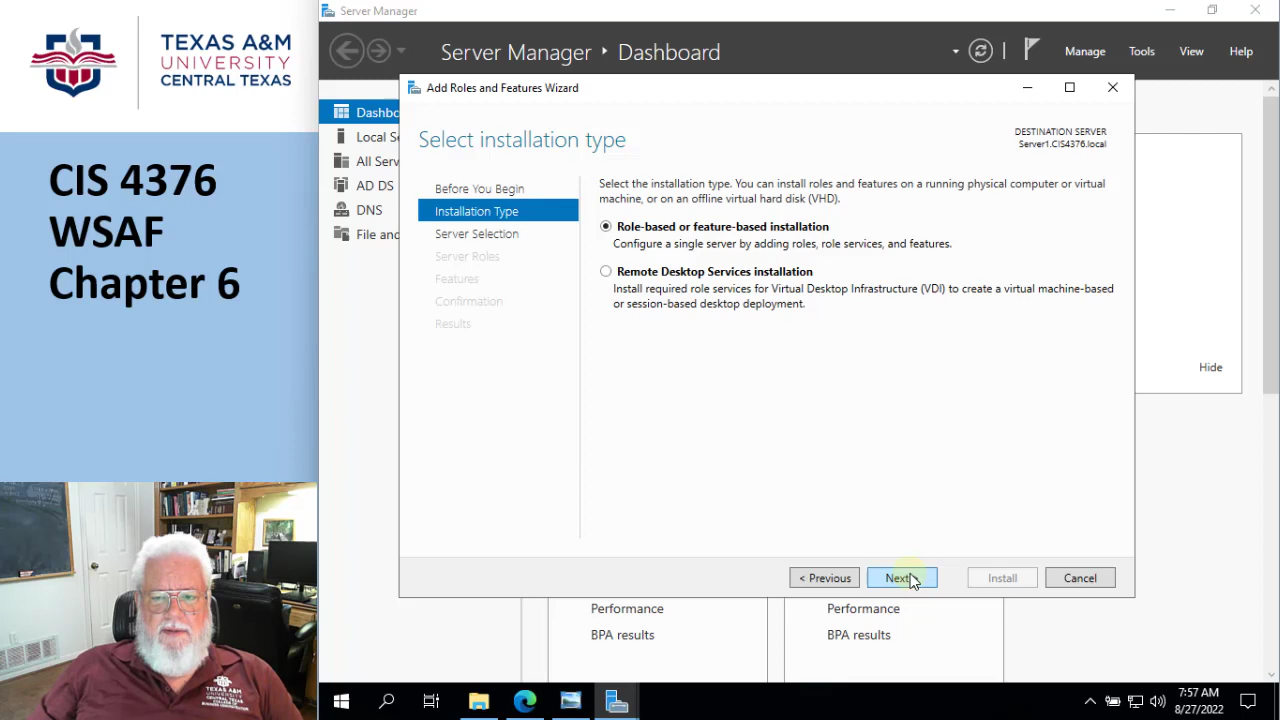 TEXAS A&M
UNIVERSITY
CENTRAL TEXAS
CIS 4376
WSAF
Chapter 6
Server Manager
Server Manager ‣ Dashboard
Manage
Tools
View
Help
Dashbc
Local Se
All Serv
AD DS
DNS
File and
Add Roles and Features Wizard
Select installation type
DESTINATION SERVER
Server1.CIS4376.local
Before You Begin
Installation Type
Server Selection
Server Roles
Features
Confirmation
Results
Select the installation type. You can install roles and features on a running physical computer or virtual
machine, or on an offline virtual hard disk (VHD).
Role-based or feature-based installation
Configure a single server by adding roles, role services, and features.
Remote Desktop Services installation
Install required role services for Virtual Desktop Infrastructure (VDI) to create a virtual machine-based
or session-based desktop deployment.
Hide
< Previous
Next
Install
Cancel
Performance
BPA results
Performance
BPA results
TEXAS A&M
UNIVERSITY
CENTRAL TEXAS
7:57 AM
8/27/2022